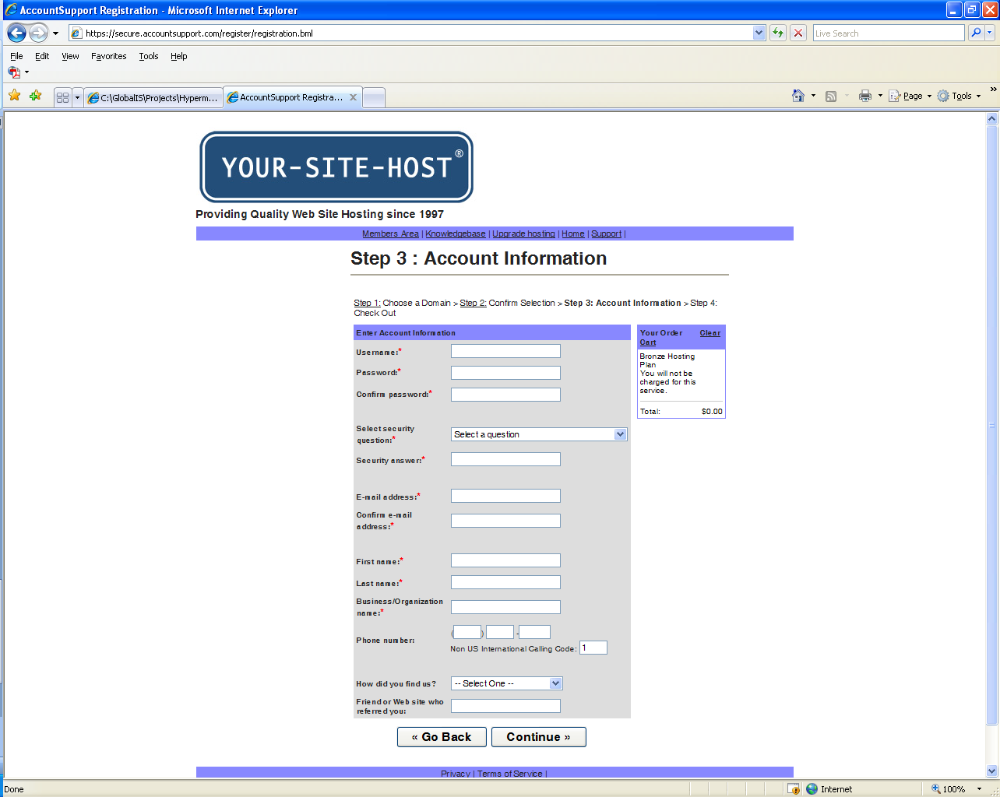 AccountSupport Registration - Microsoft Internet Explorer
https://secure.accountsupport.com/register/registration.bml
Live Search
File Edit View Favorites Tools Help
C:\GlobalIS\Projects\Hyperm...
AccountSupport Registra...
Page
Tools
YOUR-SITE-HOST®
Providing Quality Web Site Hosting since 1997
Members Area | Knowledgebase | Upgrade hosting | Home | Support |
Step 3 : Account Information
Step 1: Choose a Domain > Step 2: Confirm Selection > Step 3: Account Information > Step 4:
Check Out
Enter Account Information
Username:*
Password:*
Confirm password:*
Select security
question:*
Select a question
Security answer:*
E-mail address:*
Confirm e-mail
address:*
First name:*
Last name:*
Business/Organization
name:*
Phone number:
( ) -
Non US International Calling Code: 1
How did you find us?
-- Select One --
Friend or Web site who
referred you:
Your Order Clear
Cart
Bronze Hosting
Plan
You will not be
charged for this
service.
Total: $0.00
« Go Back
Continue »
Privacy | Terms of Service |
Done
Internet
100%